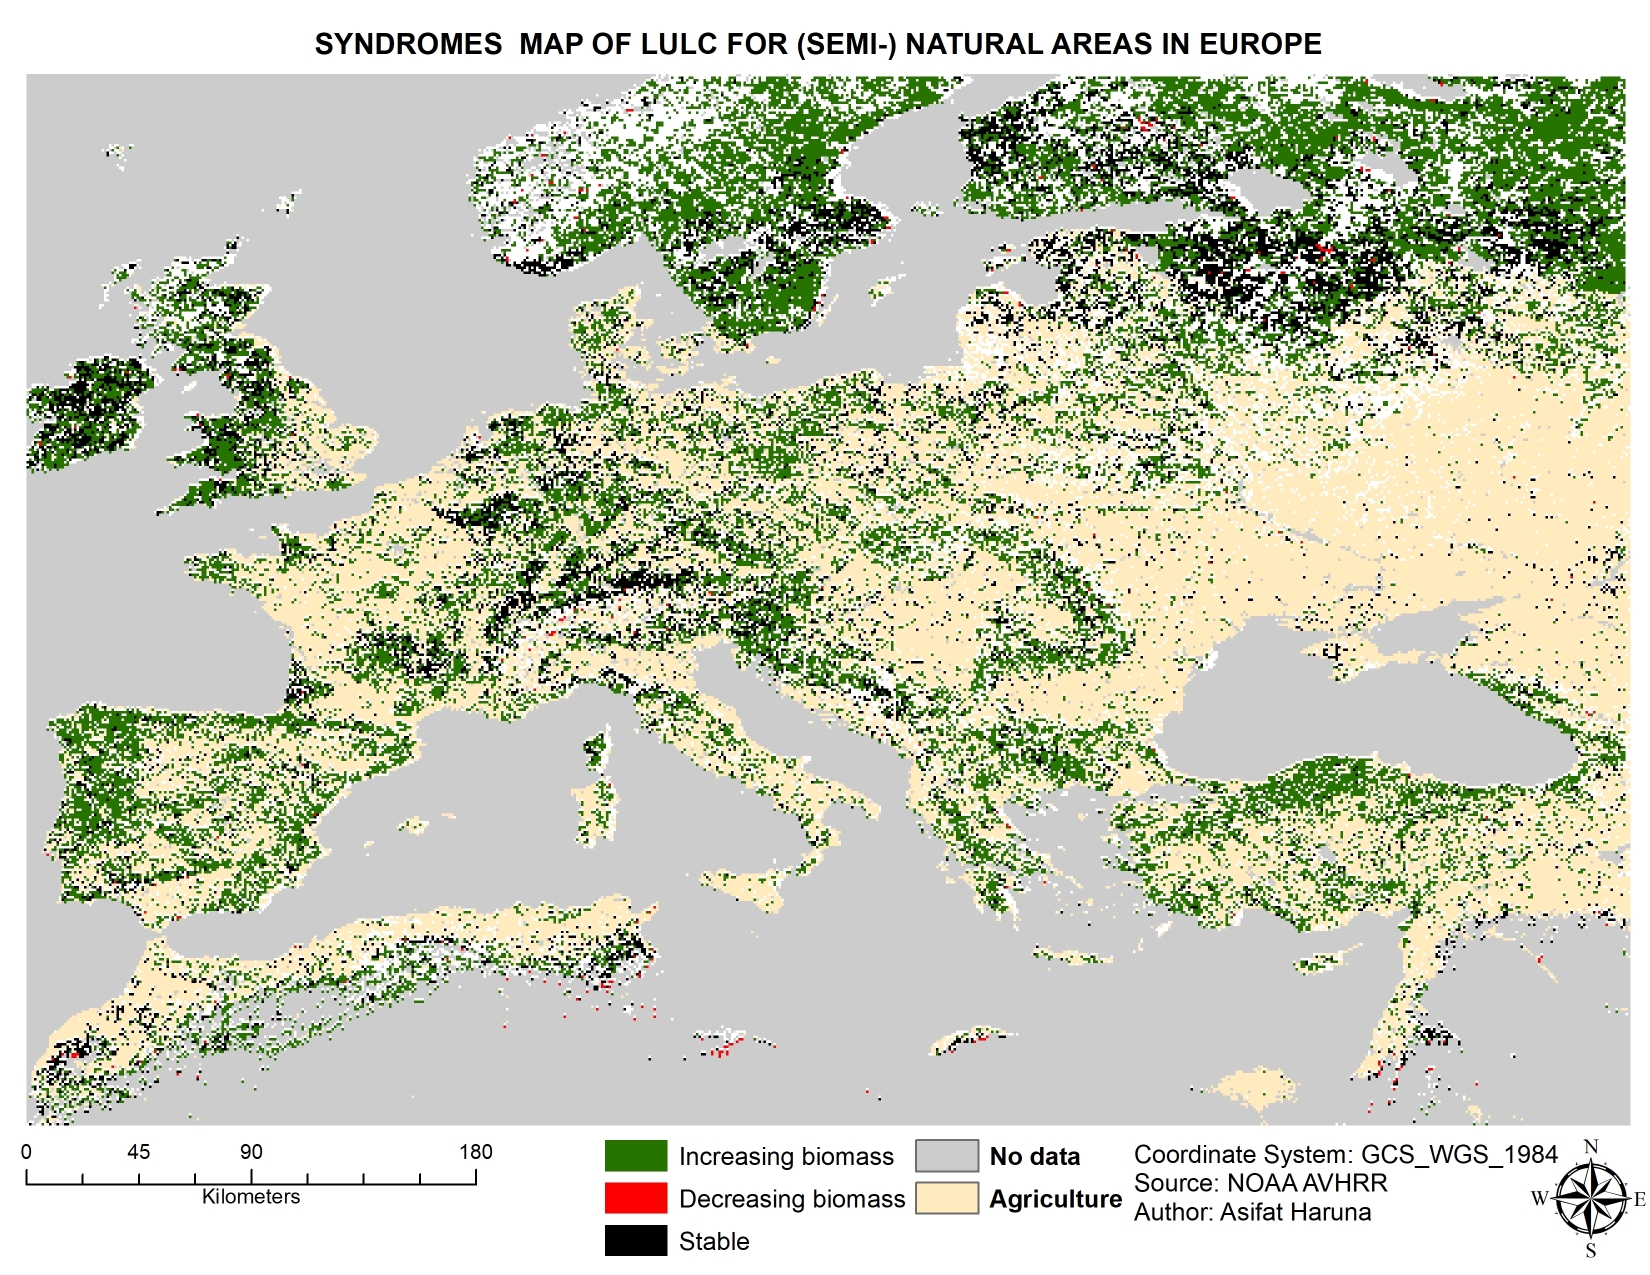 SYNDROMES MAP OF LULC FOR (SEMI-) NATURAL AREAS IN EUROPE
0 45 90 180
Kilometers
Increasing biomass
Decreasing biomass
Stable
No data
Agriculture
Coordinate System: GCS_WGS_1984
Source: NOAA AVHRR
Author: Asifat Haruna
N
W E
S